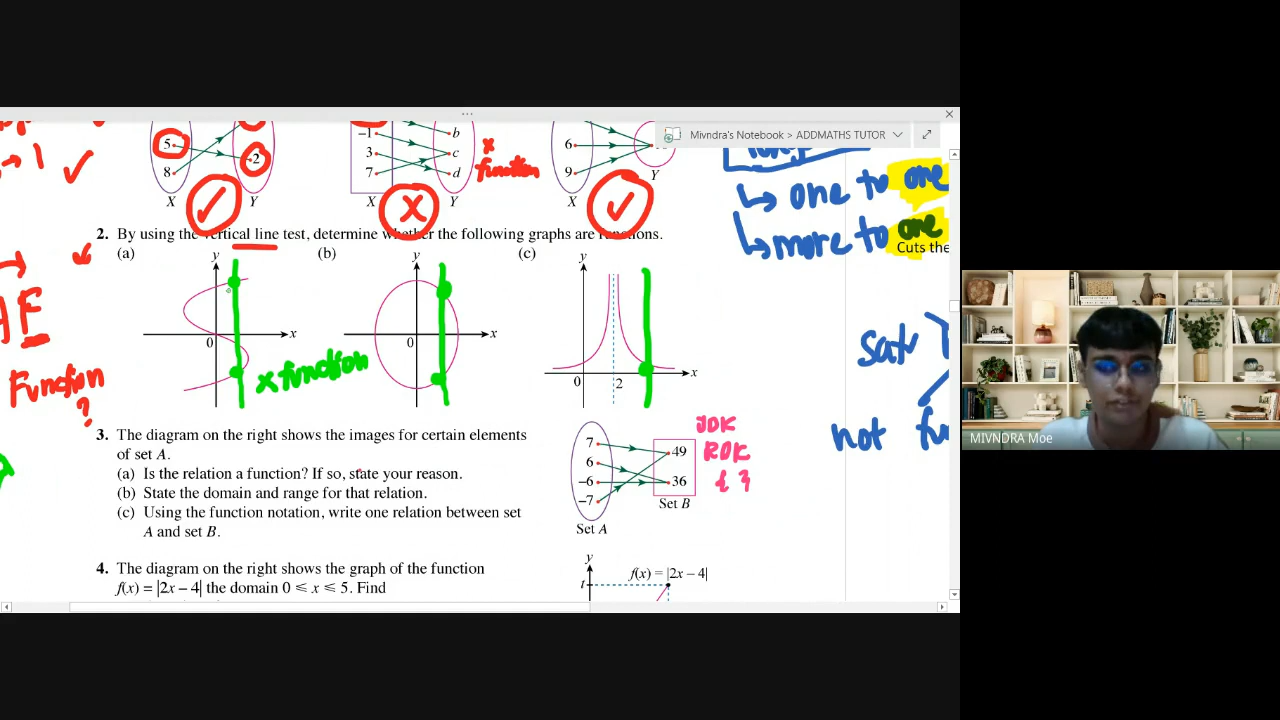 Mivndra's Notebook > ADDMATHS TUTOR
5
8
X
Y
2
-1
3
7
b
c
d
X
Y
x
function
6
9
X
Y
→ 1
one to one
more to one
Cuts the
2. By using the vertical line test, determine whether the following graphs are functions.
(a)
y
x
0
(b)
y
x
0
(c)
y
x
0
2
x function
Function
?
not
3. The diagram on the right shows the images for certain elements
of set A.
(a) Is the relation a function? If so, state your reason.
(b) State the domain and range for that relation.
(c) Using the function notation, write one relation between set
A and set B.
7
6
–6
–7
Set A
49
36
Set B
4. The diagram on the right shows the graph of the function
f(x) = |2x – 4| the domain 0 ⩽ x ⩽ 5. Find
y
t
f(x) = |2x – 4|
MIVNDRA Moe